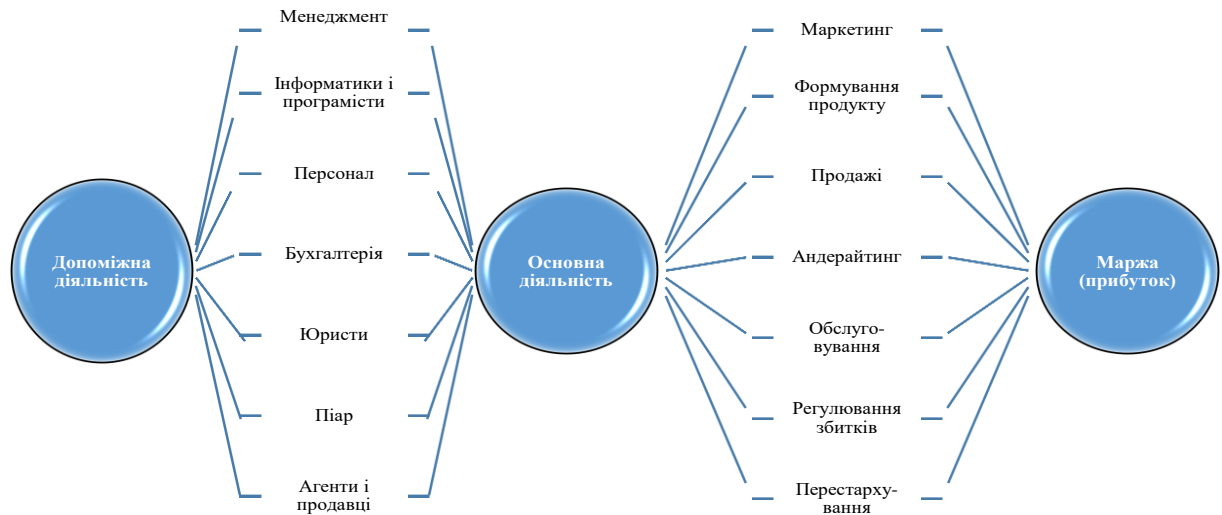 Допоміжна
діяльність
Менеджмент
Інформатики і
програмісти
Персонал
Бухгалтерія
Юристи
Піар
Агенти і
продавці
Основна
діяльність
Маркетинг
Формування
продукту
Продажі
Андерайтинг
Обслуго-
вування
Регулювання
збитків
Перестарху-
вання
Маржа
(прибуток)